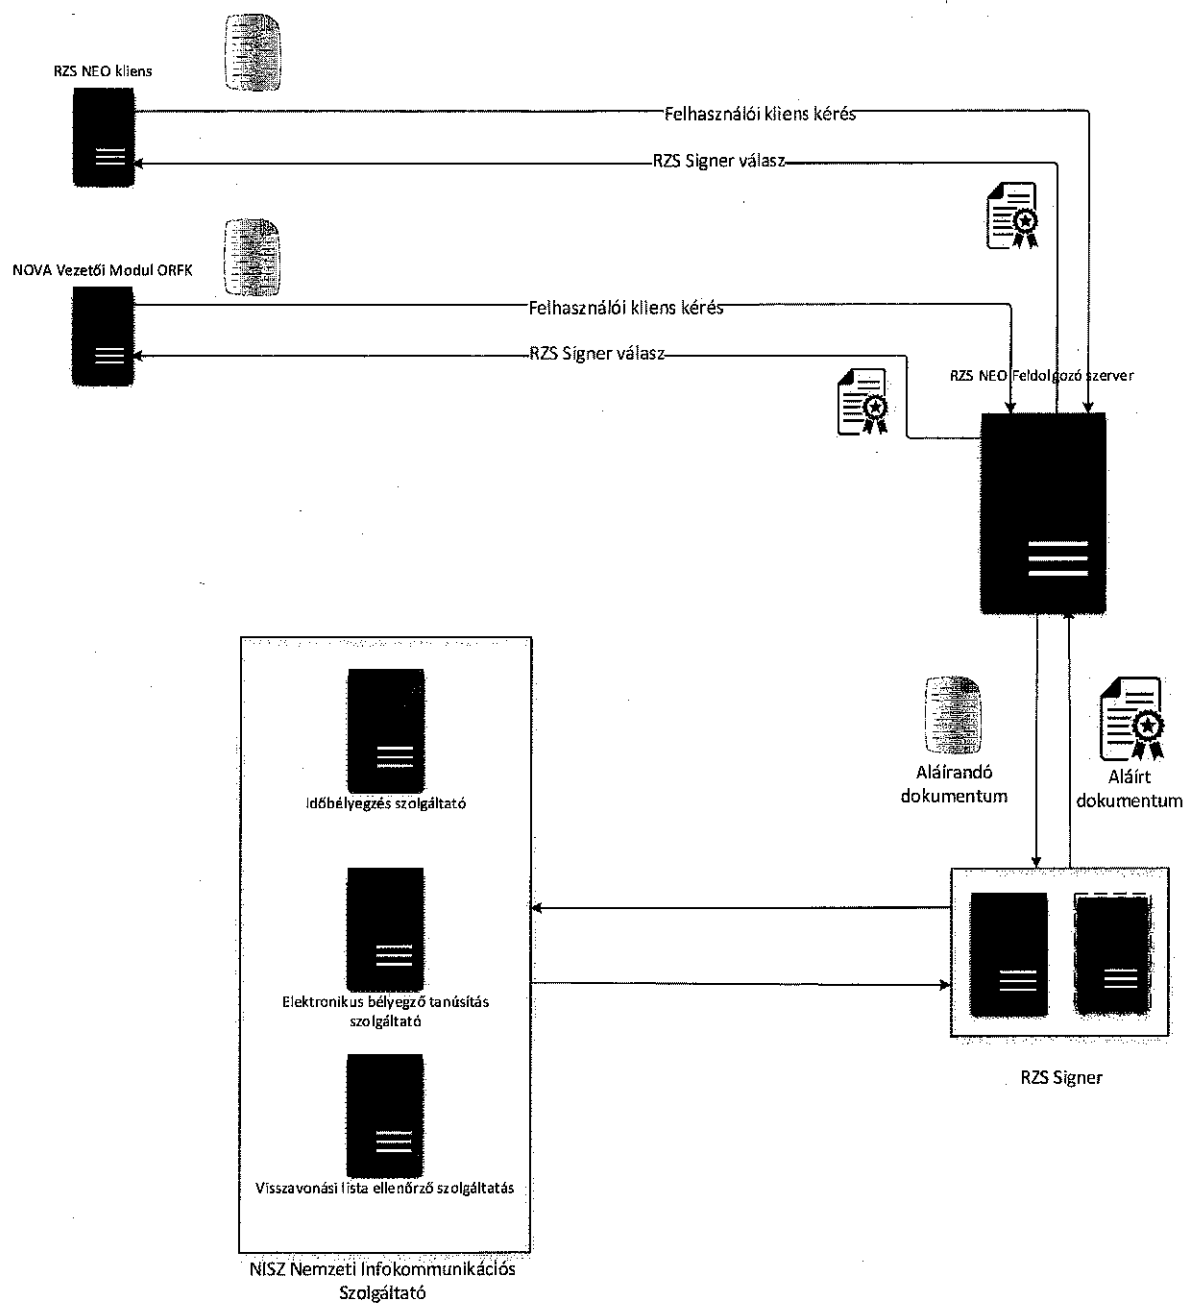 RZS NEO kliens
Felhasználói kliens kérés
RZS Signer válasz
NOVA Vezetői Modul ORFK
Felhasználói kliens kérés
RZS Signer válasz
RZS NEO Feldolgozó szerver
Aláírandó
dokumentum
Aláírt
dokumentum
Időbélyegzés szolgáltató
Elektronikus bélyegző tanúsítás
szolgáltató
RZS Signer
Visszavonási lista ellenőrző szolgáltatás
NISZ Nemzeti Infokommunikációs
Szolgáltató